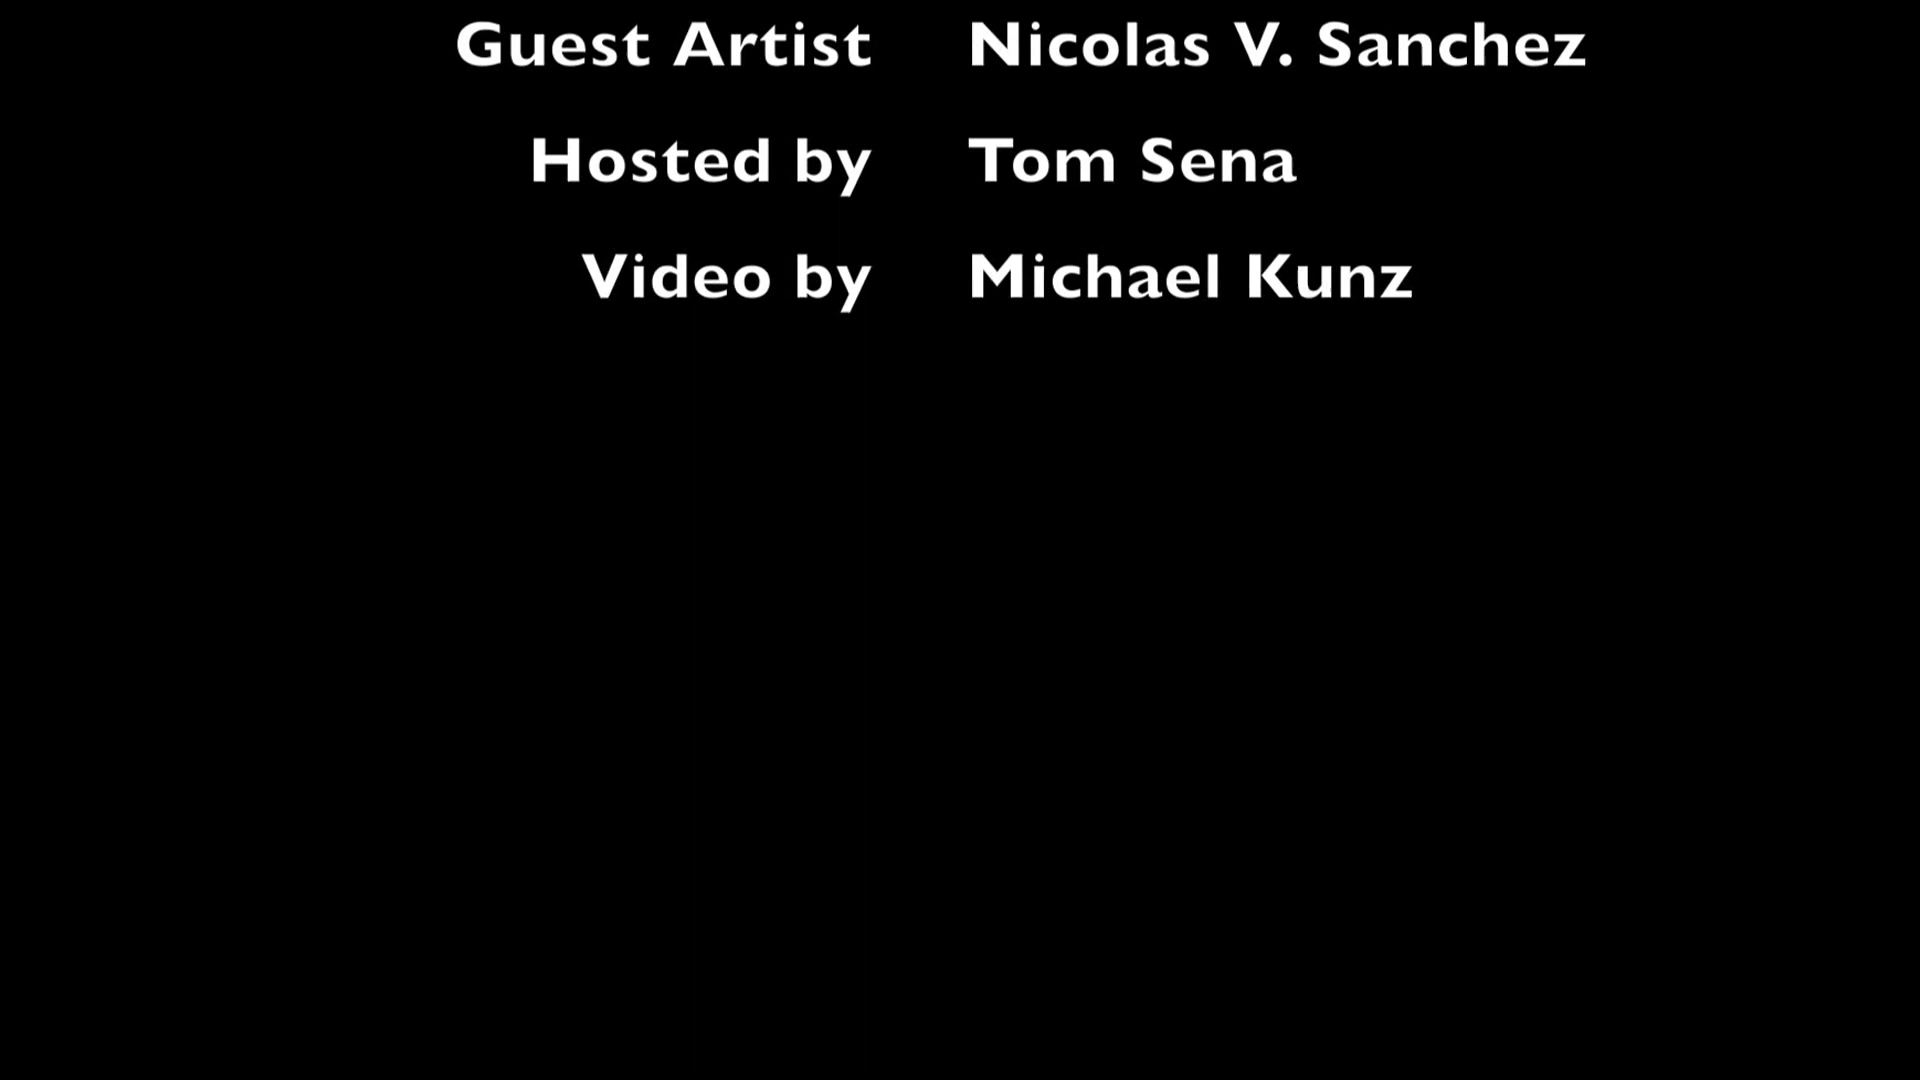 Guest Artist Nicolas V. Sanchez
Hosted by Tom Sena
Video by Michael Kunz